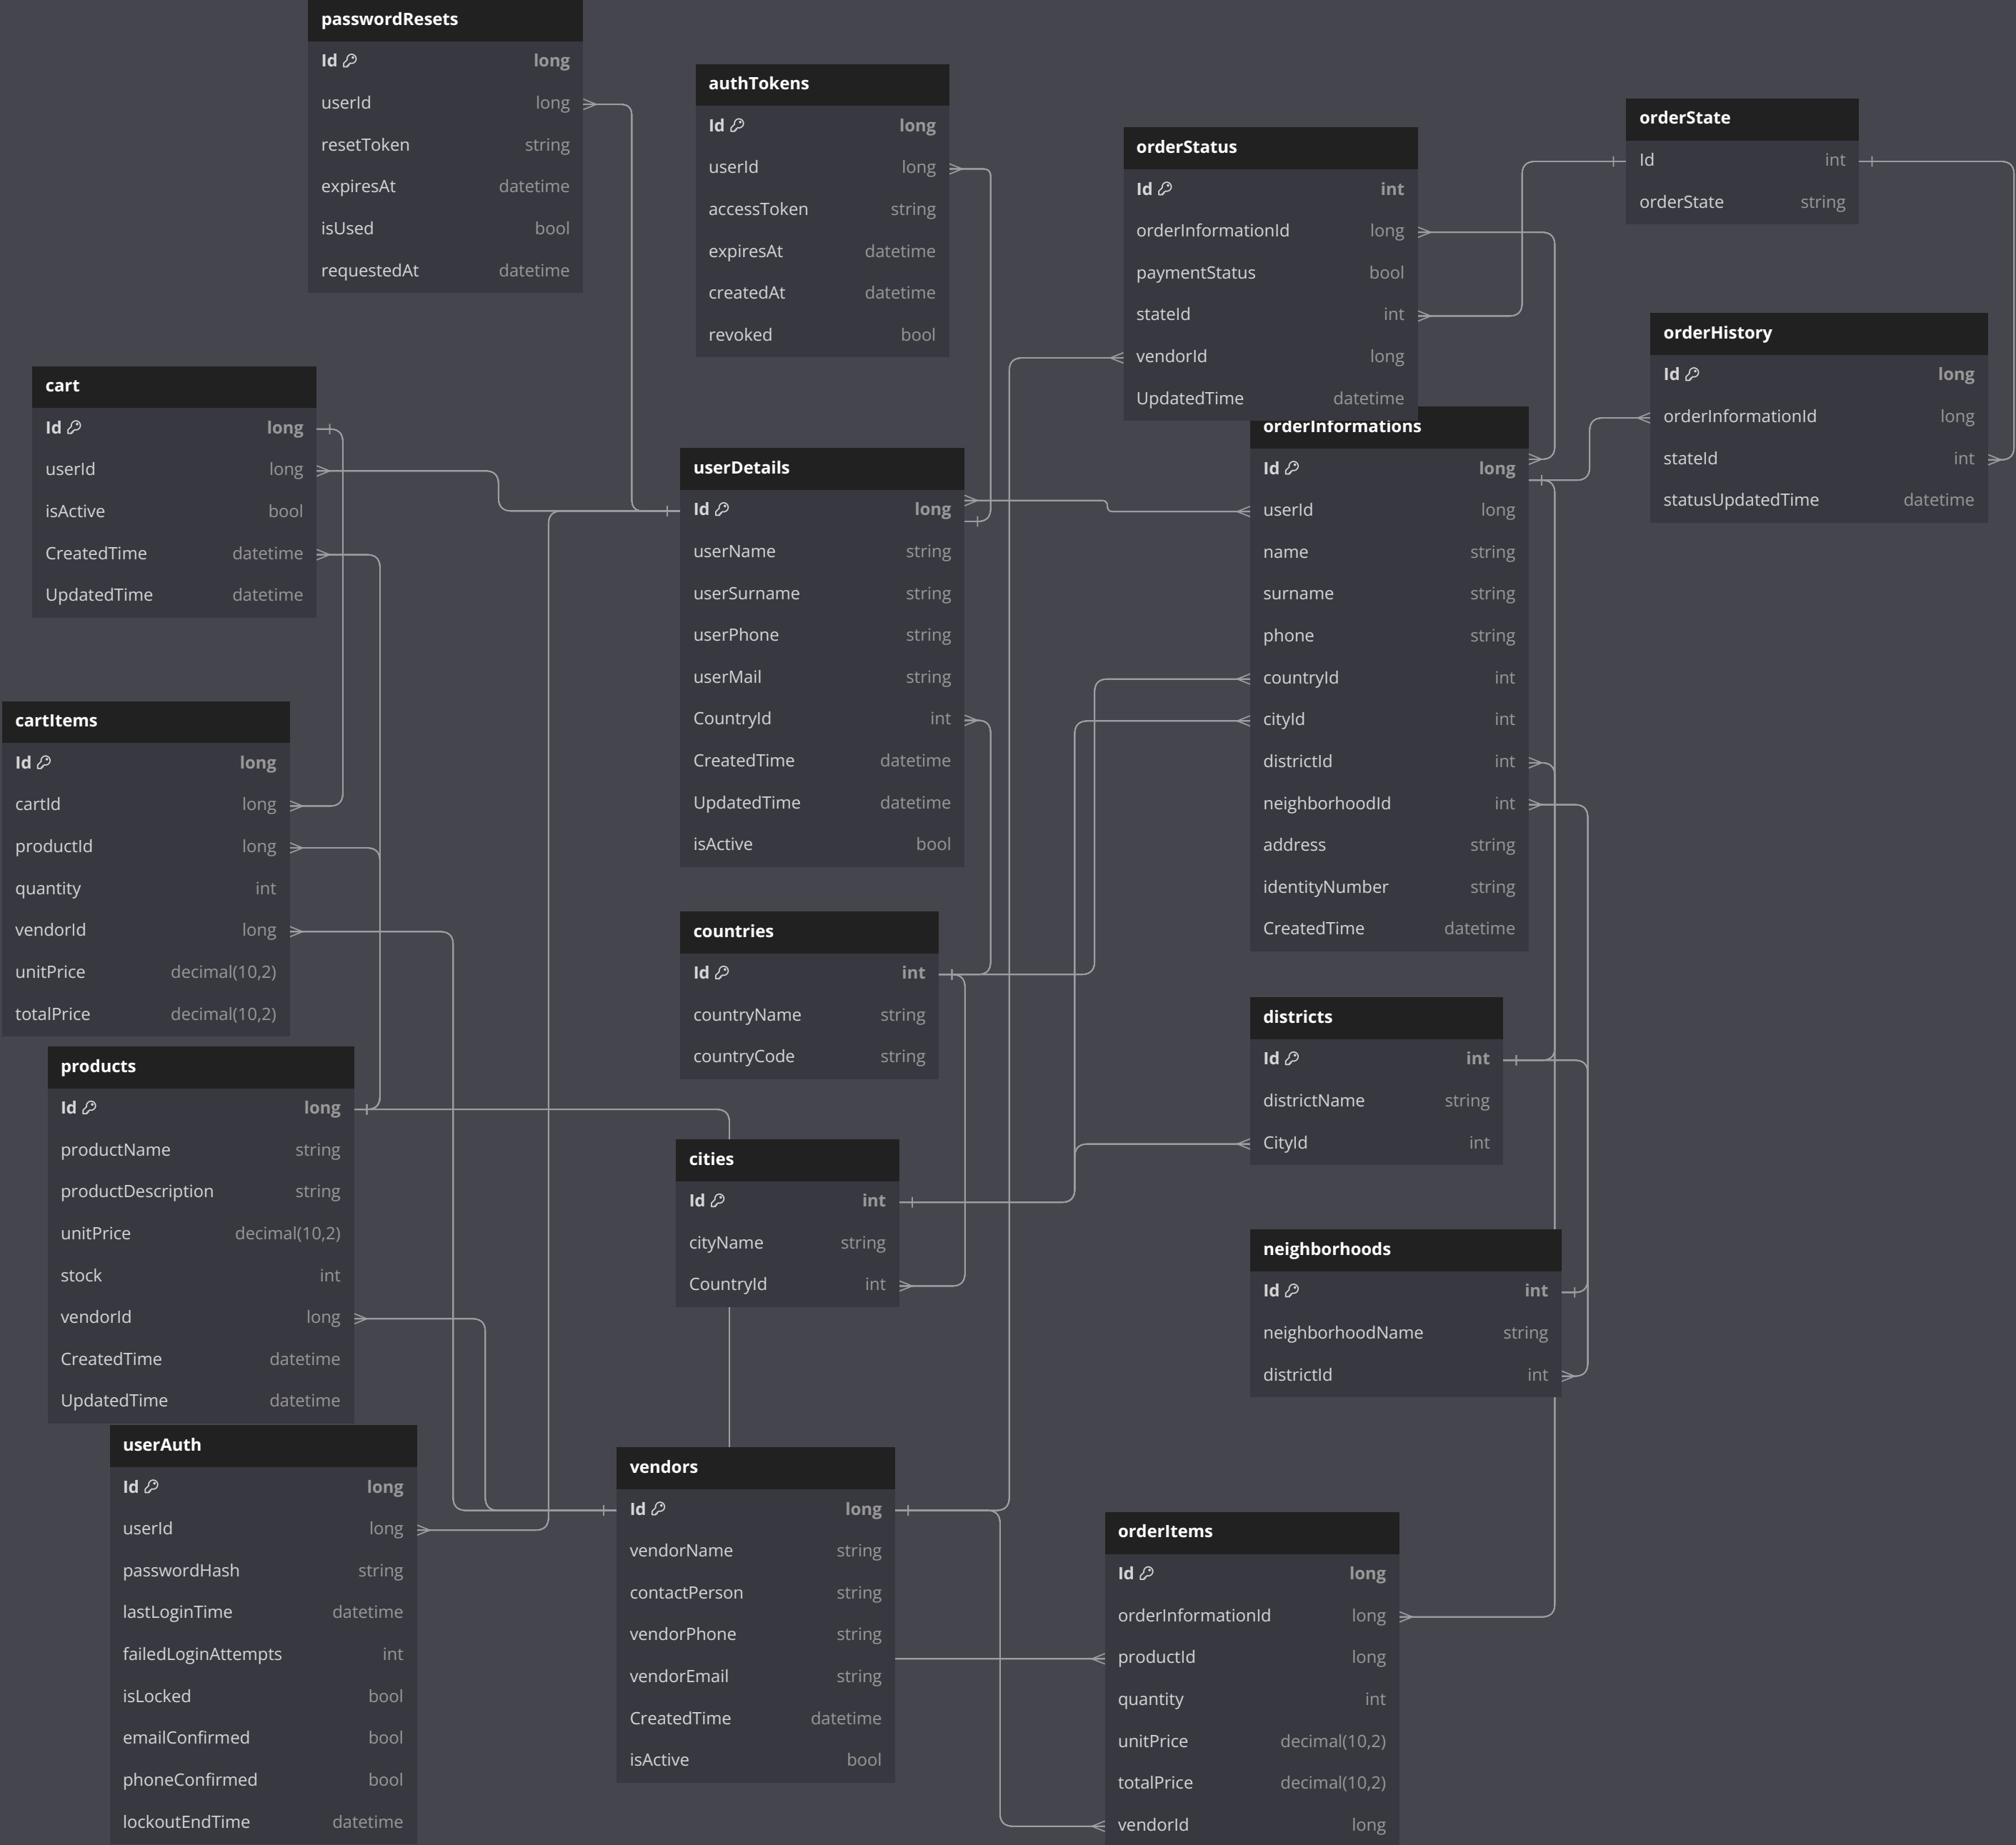 passwordResets
Id long
userId long
resetToken string
expiresAt datetime
isUsed bool
requestedAt datetime
authTokens
Id long
userId long
accessToken string
expiresAt datetime
createdAt datetime
revoked bool
orderStatus
Id int
orderInformationId long
paymentStatus bool
stateId int
vendorId long
UpdatedTime datetime
orderState
Id int
orderState string
orderHistory
Id long
orderInformationId long
stateId int
statusUpdatedTime datetime
cart
Id long
userId long
isActive bool
CreatedTime datetime
UpdatedTime datetime
userDetails
Id long
userName string
userSurname string
userPhone string
userMail string
CountryId int
CreatedTime datetime
UpdatedTime datetime
isActive bool
orderInformations
Id long
userId long
name string
surname string
phone string
countryId int
cityId int
districtId int
neighborhoodId int
address string
identityNumber string
CreatedTime datetime
cartItems
Id long
cartId long
productId long
quantity int
vendorId long
unitPrice decimal(10,2)
totalPrice decimal(10,2)
countries
Id int
countryName string
countryCode string
districts
Id int
districtName string
CityId int
products
Id long
productName string
productDescription string
unitPrice decimal(10,2)
stock int
vendorId long
CreatedTime datetime
UpdatedTime datetime
cities
Id int
cityName string
CountryId int
neighborhoods
Id int
neighborhoodName string
districtId int
userAuth
Id long
userId long
passwordHash string
lastLoginTime datetime
failedLoginAttempts int
isLocked bool
emailConfirmed bool
phoneConfirmed bool
lockoutEndTime datetime
vendors
Id long
vendorName string
contactPerson string
vendorPhone string
vendorEmail string
CreatedTime datetime
isActive bool
orderItems
Id long
orderInformationId long
productId long
quantity int
unitPrice decimal(10,2)
totalPrice decimal(10,2)
vendorId long